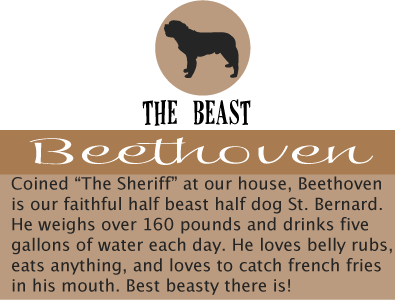 THE BEAST
Beethoven
Coined “The Sheriff” at our house, Beethoven
is our faithful half beast half dog St. Bernard.
He weighs over 160 pounds and drinks five
gallons of water each day. He loves belly rubs,
eats anything, and loves to catch french fries
in his mouth. Best beasty there is!